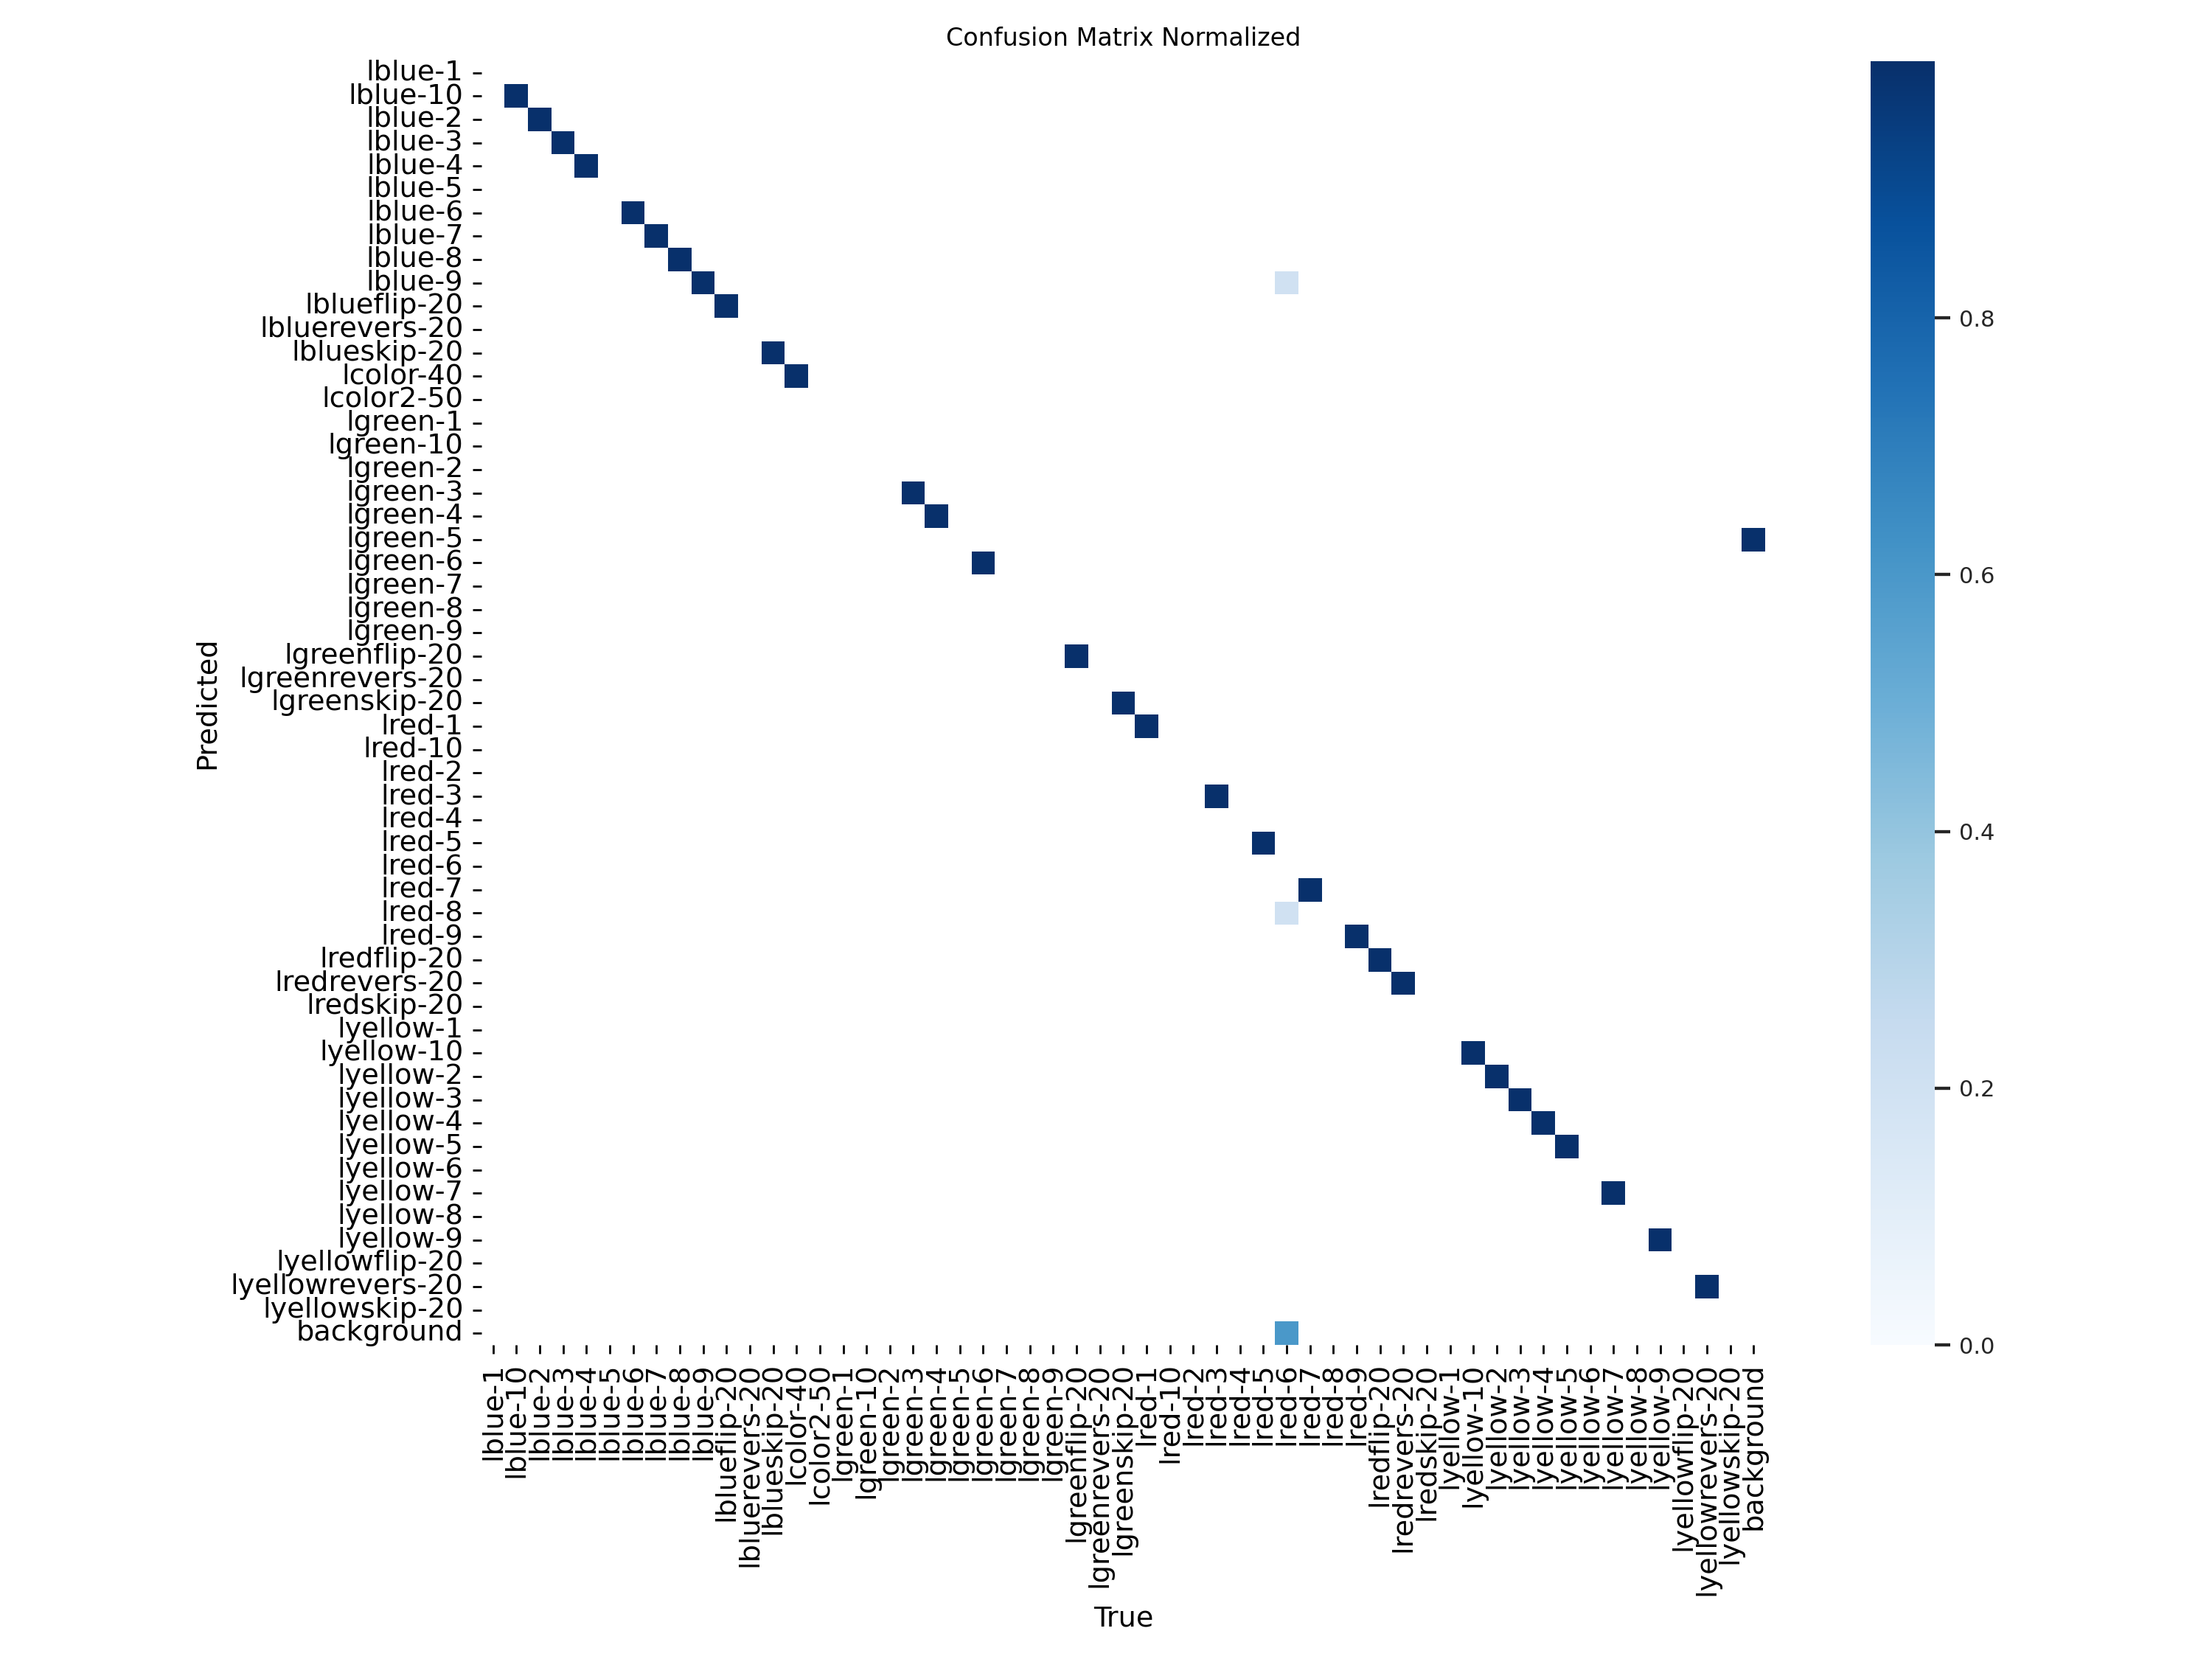 Confusion Matrix Normalized
lblue-1
lblue-10
lblue-2
lblue-3
lblue-4
lblue-5
lblue-6
lblue-7
lblue-8
lblue-9
lblueflip-20
lbluerevers-20
lblueskip-20
lcolor-40
lcolor2-50
lgreen-1
lgreen-10
lgreen-2
lgreen-3
lgreen-4
lgreen-5
lgreen-6
lgreen-7
lgreen-8
lgreen-9
lgreenflip-20
lgreenrevers-20
lgreenskip-20
lred-1
lred-10
lred-2
lred-3
lred-4
lred-5
lred-6
lred-7
lred-8
lred-9
lredflip-20
lredrevers-20
lredskip-20
lyellow-1
lyellow-10
lyellow-2
lyellow-3
lyellow-4
lyellow-5
lyellow-6
lyellow-7
lyellow-8
lyellow-9
lyellowflip-20
lyellowrevers-20
lyellowskip-20
background
Predicted
lblue-1
lblue-10
lblue-2
lblue-3
lblue-4
lblue-5
lblue-6
lblue-7
lblue-8
lblue-9
lblueflip-20
lbluerevers-20
lblueskip-20
lcolor-40
lcolor2-50
lgreen-1
lgreen-10
lgreen-2
lgreen-3
lgreen-4
lgreen-5
lgreen-6
lgreen-7
lgreen-8
lgreen-9
lgreenflip-20
lgreenrevers-20
lgreenskip-20
lred-1
lred-10
lred-2
lred-3
lred-4
lred-5
lred-6
lred-7
lred-8
lred-9
lredflip-20
lredrevers-20
lredskip-20
lyellow-1
lyellow-10
lyellow-2
lyellow-3
lyellow-4
lyellow-5
lyellow-6
lyellow-7
lyellow-8
lyellow-9
lyellowflip-20
lyellowrevers-20
lyellowskip-20
background
True
0.8
0.6
0.4
0.2
0.0